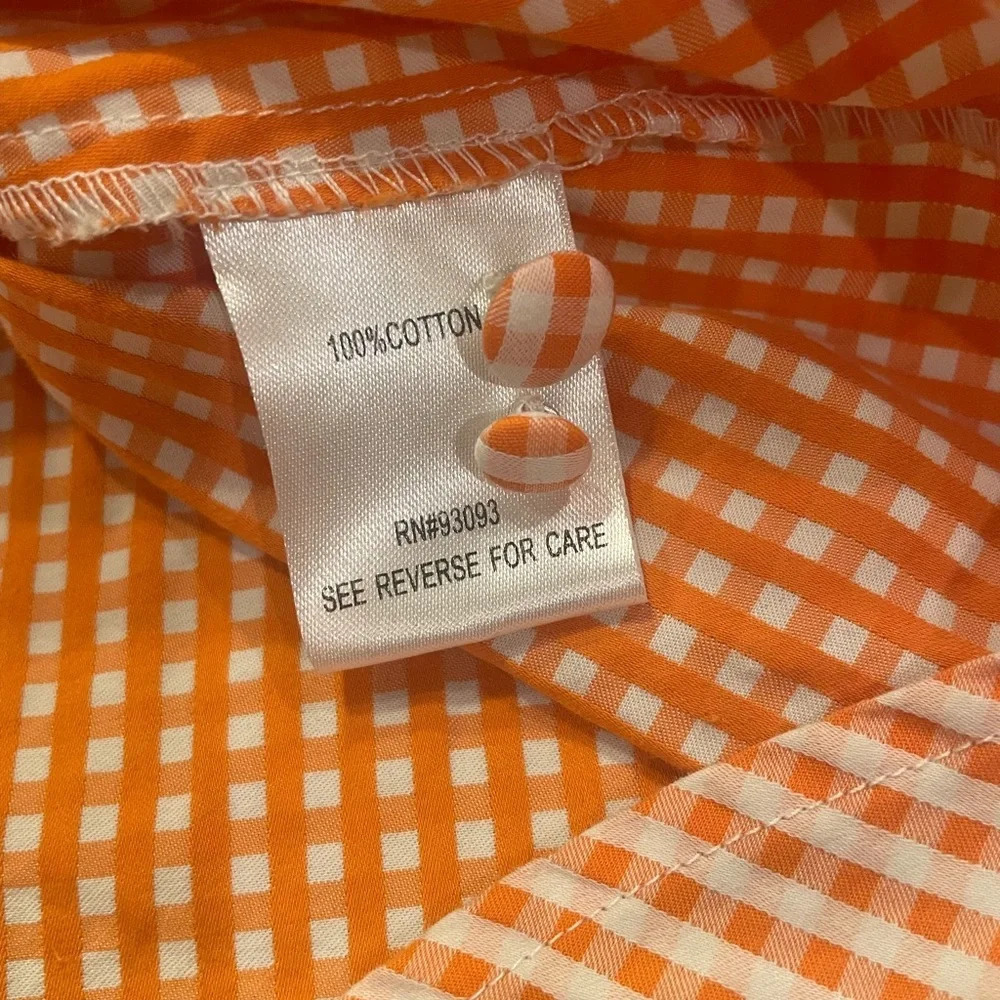 100%COTTON
RN#93093
SEE REVERSE FOR CARE